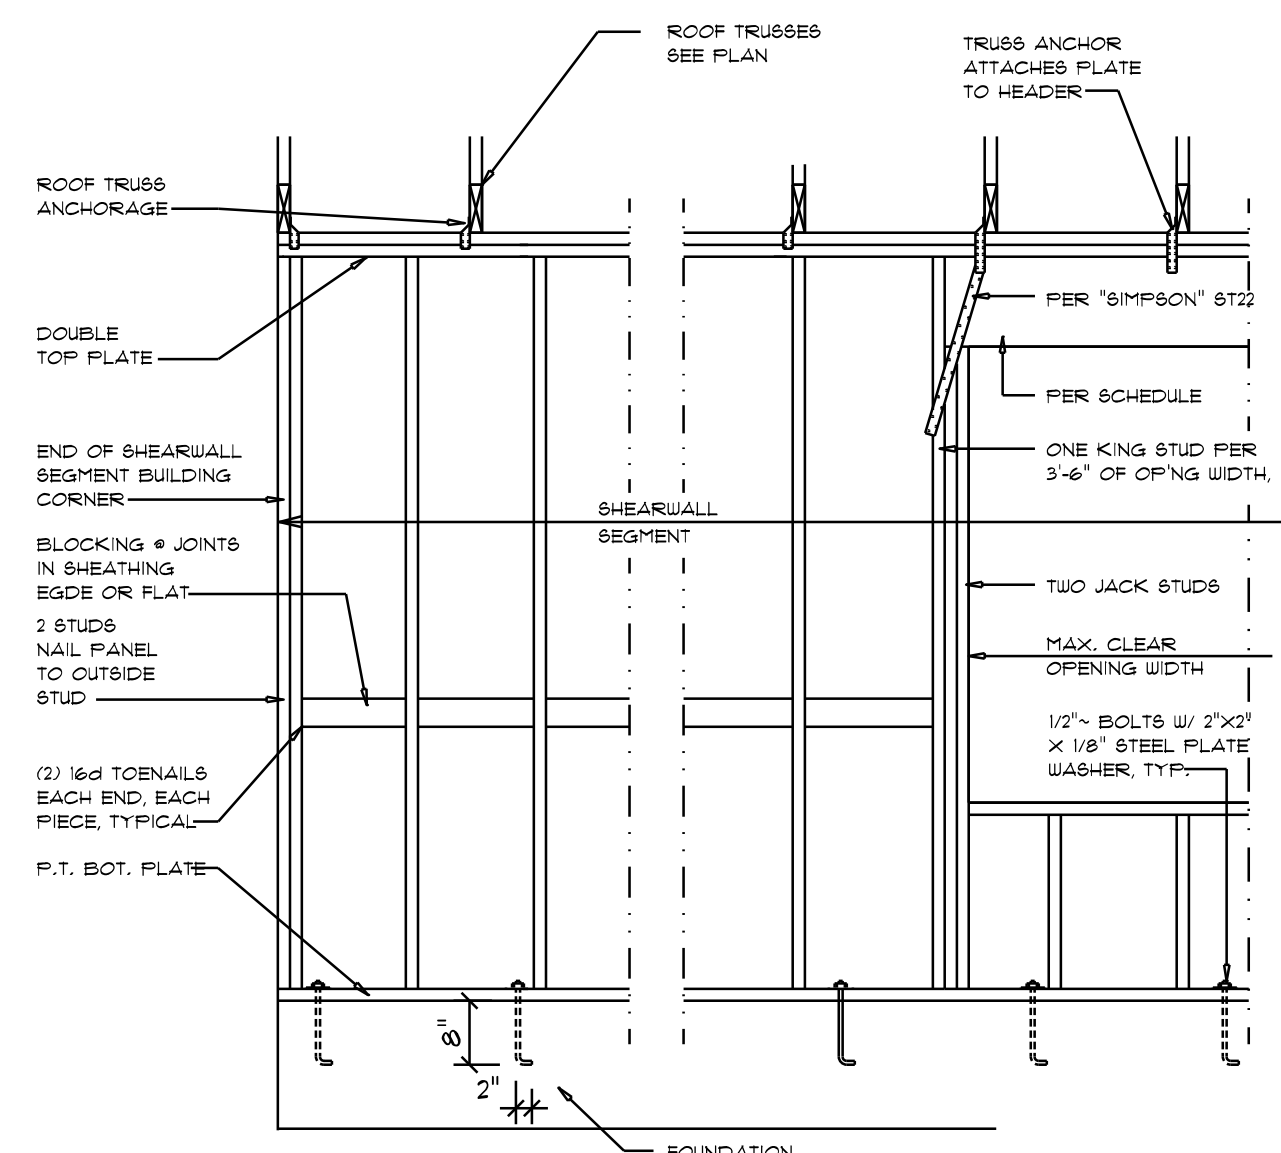 ROOF TRUSSES
SEE PLAN
TRUSS ANCHOR
ATTACHES PLATE
TO HEADER
ROOF TRUSS
ANCHORAGE
PER "SIMPSON" ST22
DOUBLE
TOP PLATE
PER SCHEDULE
END OF SHEARWALL
SEGMENT BUILDING
CORNER
ONE KING STUD PER
3'-6" OF OP'NG WIDTH,
SHEARWALL
SEGMENT
BLOCKING @ JOINTS
IN SHEATHING
EGDE OR FLAT
TWO JACK STUDS
2 STUDS
NAIL PANEL
TO OUTSIDE
STUD
MAX. CLEAR
OPENING WIDTH
1/2"~ BOLTS W/ 2"X2"
X 1/8" STEEL PLATE
WASHER, TYP.
(2) 16d TOENAILS
EACH END, EACH
PIECE, TYPICAL
P.T. BOT. PLATE
8"
2"
FOUNDATION